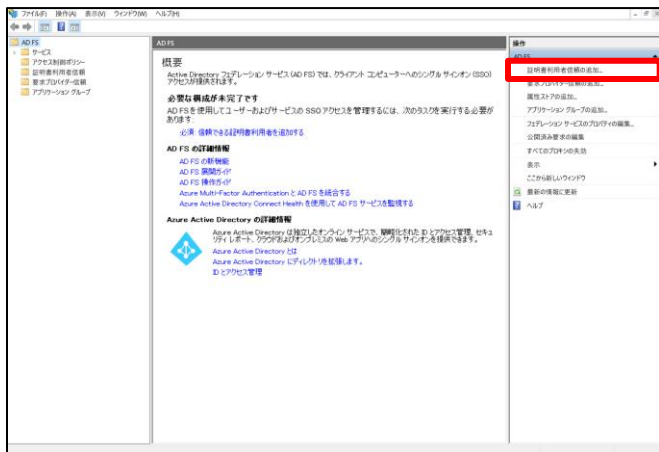 ファイル(F) 操作(A) 表示(V) ウィンドウ(W) ヘルプ(H)
AD FS
サービス
アクセス制御ポリシー
証明書利用者信頼
要求プロバイダー信頼
アプリケーション グループ
AD FS
概要
Active Directory フェデレーション サービス (AD FS) では、クライアント コンピューターへのシングル サインオン (SSO)
アクセスが提供されます。
必要な構成が未完了です
AD FS を使用してユーザーおよびサービスの SSO アクセスを管理するには、次のタスクを実行する必要が
あります:
必須: 信頼できる証明書利用者を追加する
AD FS の詳細情報
AD FS の新機能
AD FS 展開ガイド
AD FS 操作ガイド
Azure Multi-Factor Authentication と AD FS を統合する
Azure Active Directory Connect Health を使用して AD FS サービスを監視する
Azure Active Directory の詳細情報
Azure Active Directory は独立したオンライン サービスで、簡略化された ID とアクセス管理、セキュ
リティ レポート、クラウドおよびオンプレミスの Web アプリへのシングル サインオンを提供できます。
Azure Active Directory とは
Azure Active Directory にディレクトリを拡張します。
ID とアクセス管理
操作
AD FS
証明書利用者信頼の追加...
要求プロバイダー信頼の追加...
属性ストアの追加...
アプリケーション グループの追加...
フェデレーション サービスのプロパティの編集...
公開済み要求の編集
すべてのプロキシの失効
表示
ここから新しいウィンドウ
最新の情報に更新
ヘルプ